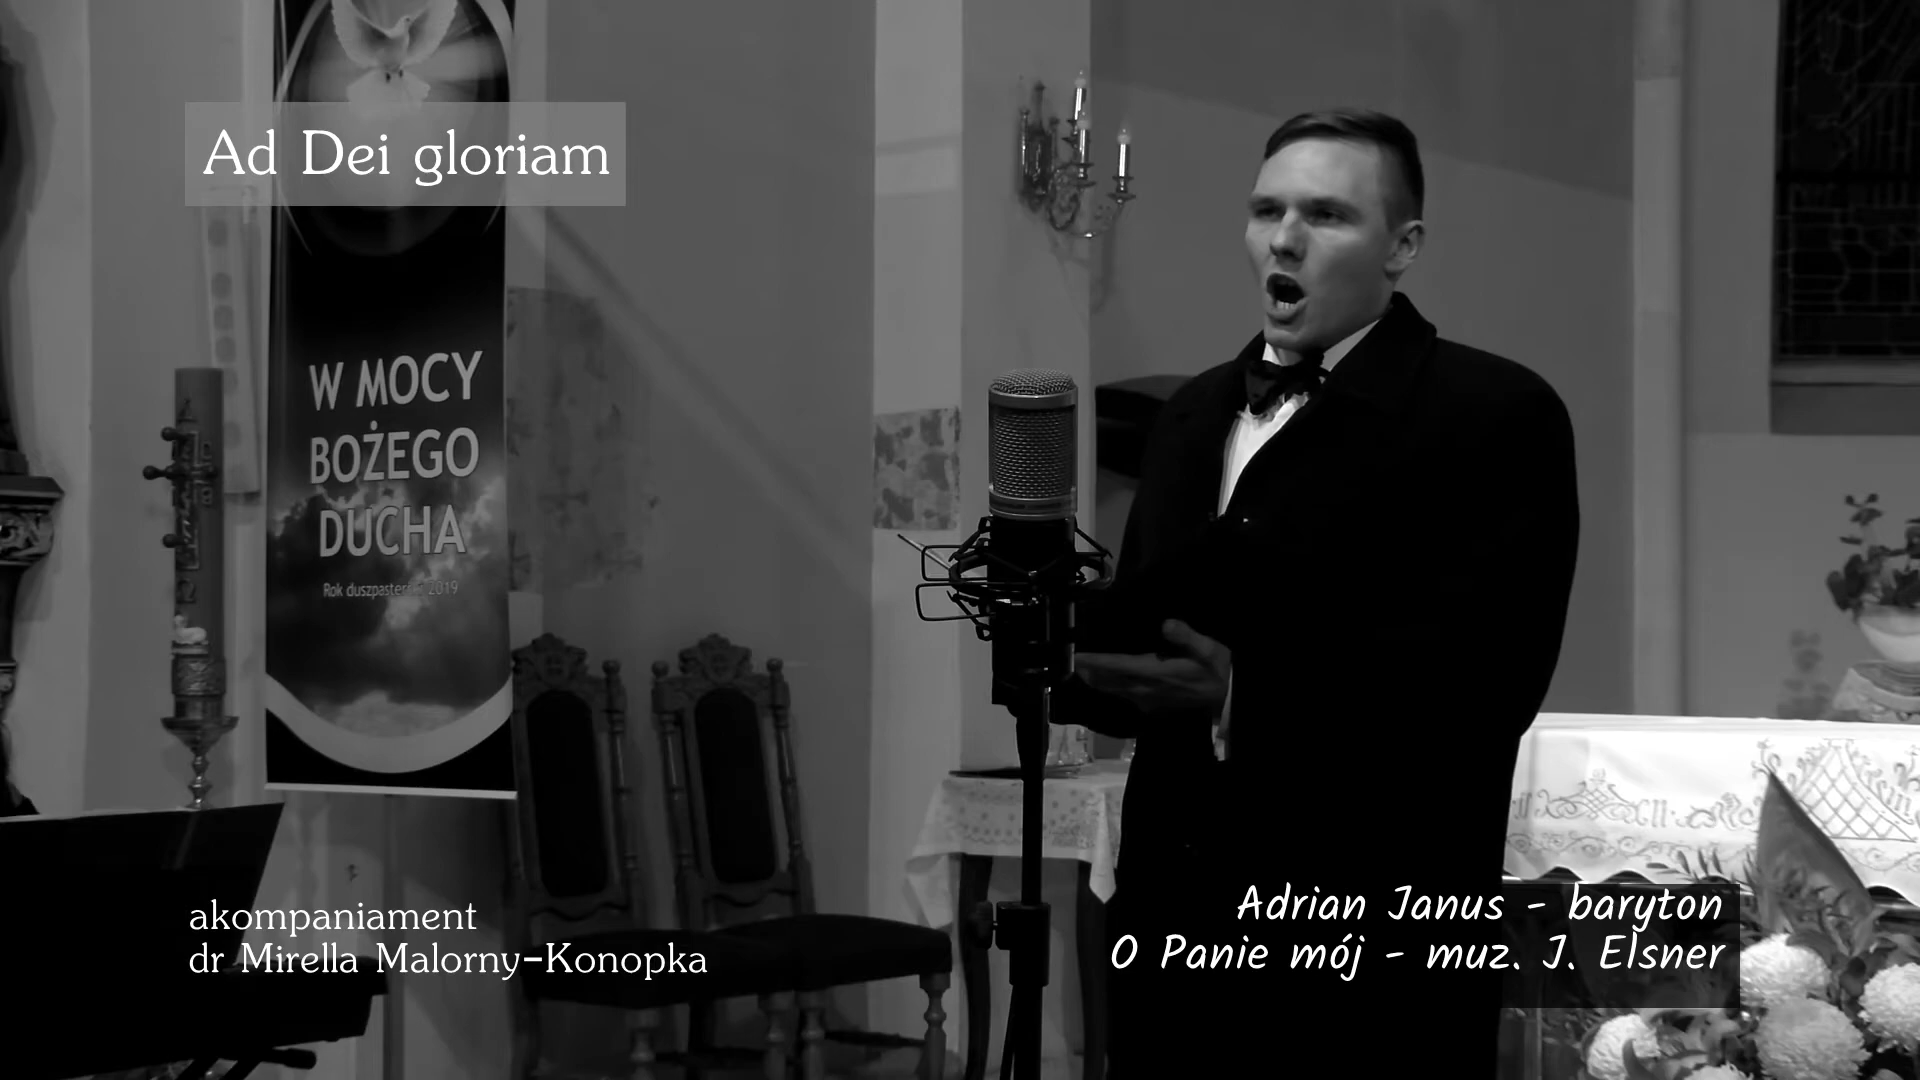 Ad Dei gloriam
W MOCY
BOŻEGO
DUCHA
Rok 2019
akompaniament
dr Mirella Malorny-Konopka
Adrian Janus - baryton
O Panie mój - muz. J. Elsner